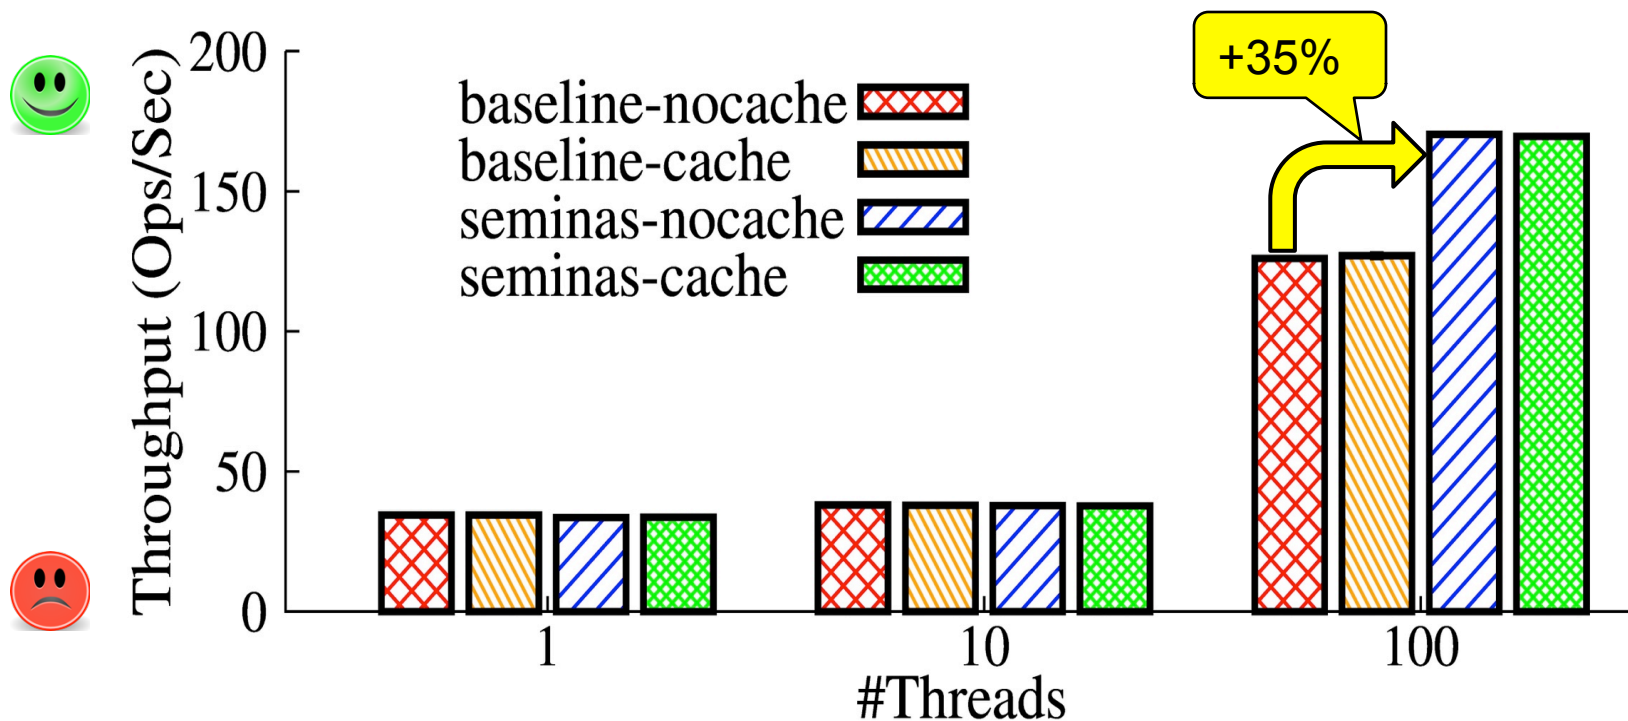 +35%
Throughput (Ops/Sec)
200
150
100
50
0
baseline-nocache
baseline-cache
seminas-nocache
seminas-cache
1 10 100
#Threads